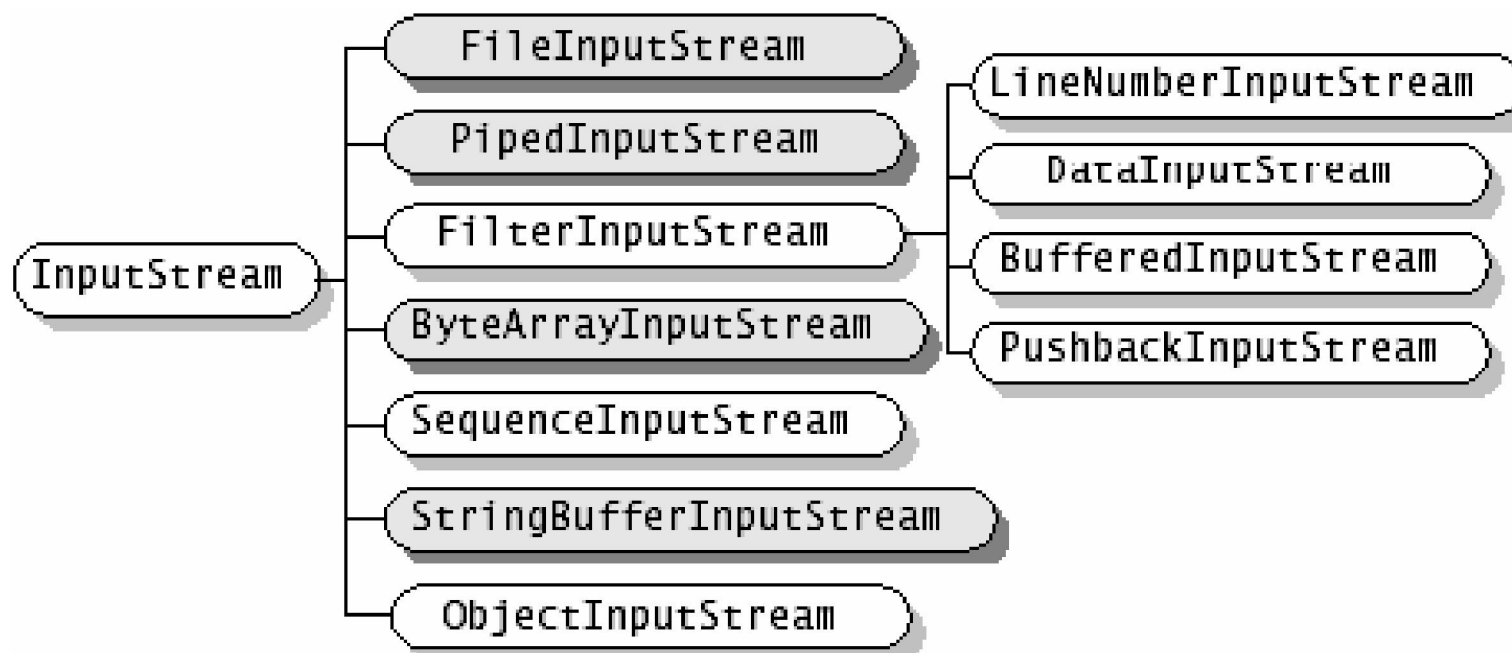 InputStream
FileInputStream
PipedInputStream
FilterInputStream
ByteArrayInputStream
SequenceInputStream
StringBufferInputStream
ObjectInputStream
LineNumberInputStream
DataInputStream
BufferedInputStream
PushbackInputStream